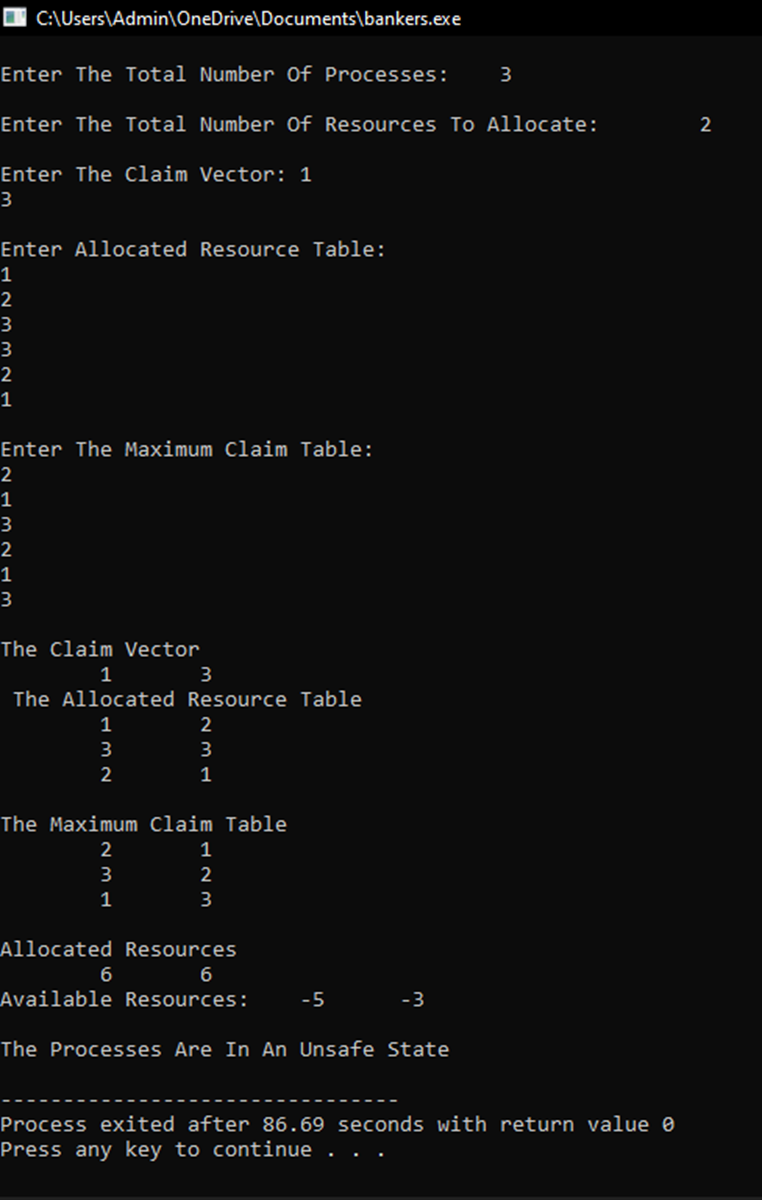 C:\Users\Admin\OneDrive\Documents\bankers.exe
Enter The Total Number Of Processes:    3
Enter The Total Number Of Resources To Allocate:        2
Enter The Claim Vector: 1
3
Enter Allocated Resource Table:
1
2
3
3
2
1
Enter The Maximum Claim Table:
2
1
3
2
1
3
The Claim Vector
        1       3
 The Allocated Resource Table
        1       2
        3       3
        2       1
The Maximum Claim Table
        2       1
        3       2
        1       3
Allocated Resources
        6       6
Available Resources:    -5      -3
The Processes Are In An Unsafe State
--------------------------------
Process exited after 86.69 seconds with return value 0
Press any key to continue . . .